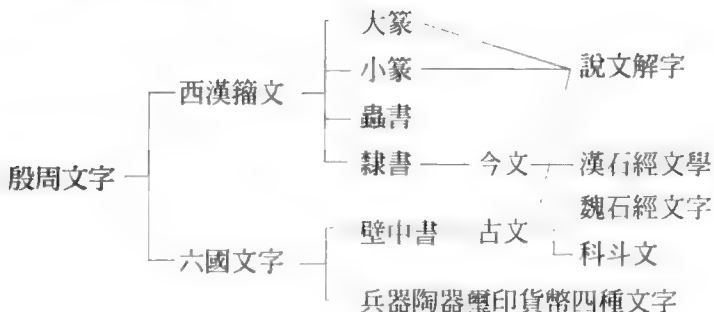 大篆
小篆 說文解字
西漢籀文
蟲書
殷周文字
隸書 今文 漢石經文學
魏石經文字
壁中書 古文
六國文字 科斗文
兵器陶器璽印貨幣四種文字